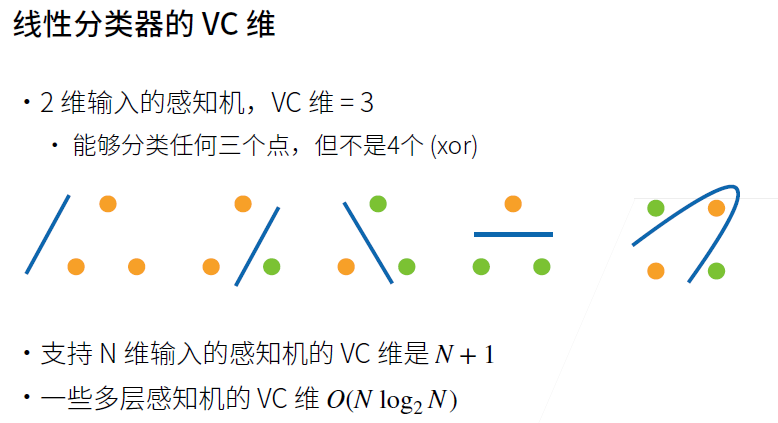 线性分类器的 VC 维
• 2 维输入的感知机，VC 维 = 3
• 能够分类任何三个点，但不是4个 (xor)
• 支持 N 维输入的感知机的 VC 维是 N + 1
• 一些多层感知机的 VC 维 O(N log₂ N)